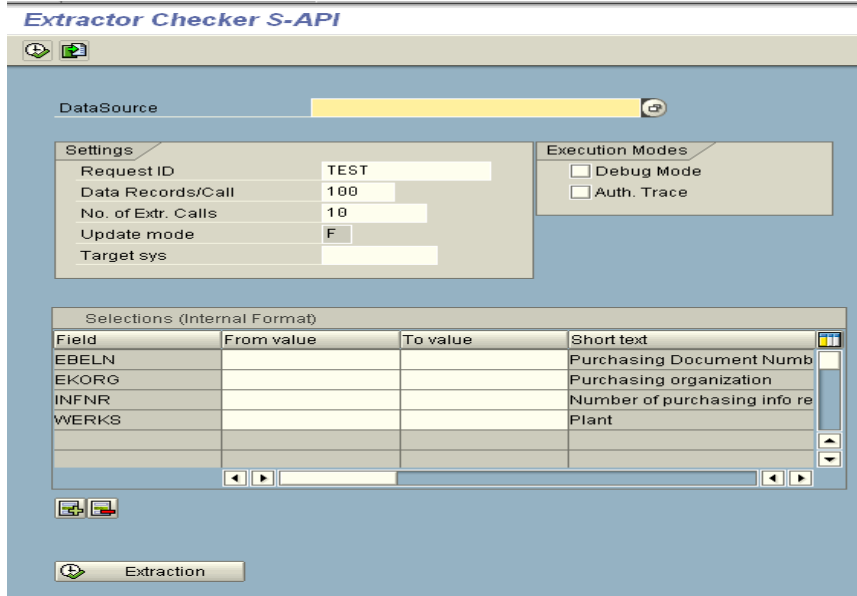 Extractor Checker S-API
DataSource
Settings
Execution Modes
Request ID TEST
Debug Mode
Data Records/Call 100
Auth. Trace
No. of Extr. Calls 10
Update mode F
Target sys
Selections (Internal Format)
Field From value To value Short text
EBELN Purchasing Document Numb
EKORG Purchasing organization
INFNR Number of purchasing info re
WERKS Plant
Extraction